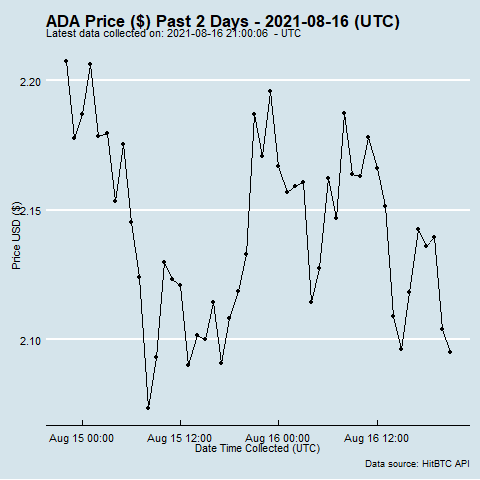 ADA Price ($) Past 2 Days - 2021-08-16 (UTC)
Latest data collected on: 2021-08-16 21:00:06 - UTC
2.20
2.15
2.10
Price USD ($)
Aug 15 00:00 Aug 15 12:00 Aug 16 00:00 Aug 16 12:00
Date Time Collected (UTC)
Data source: HitBTC API